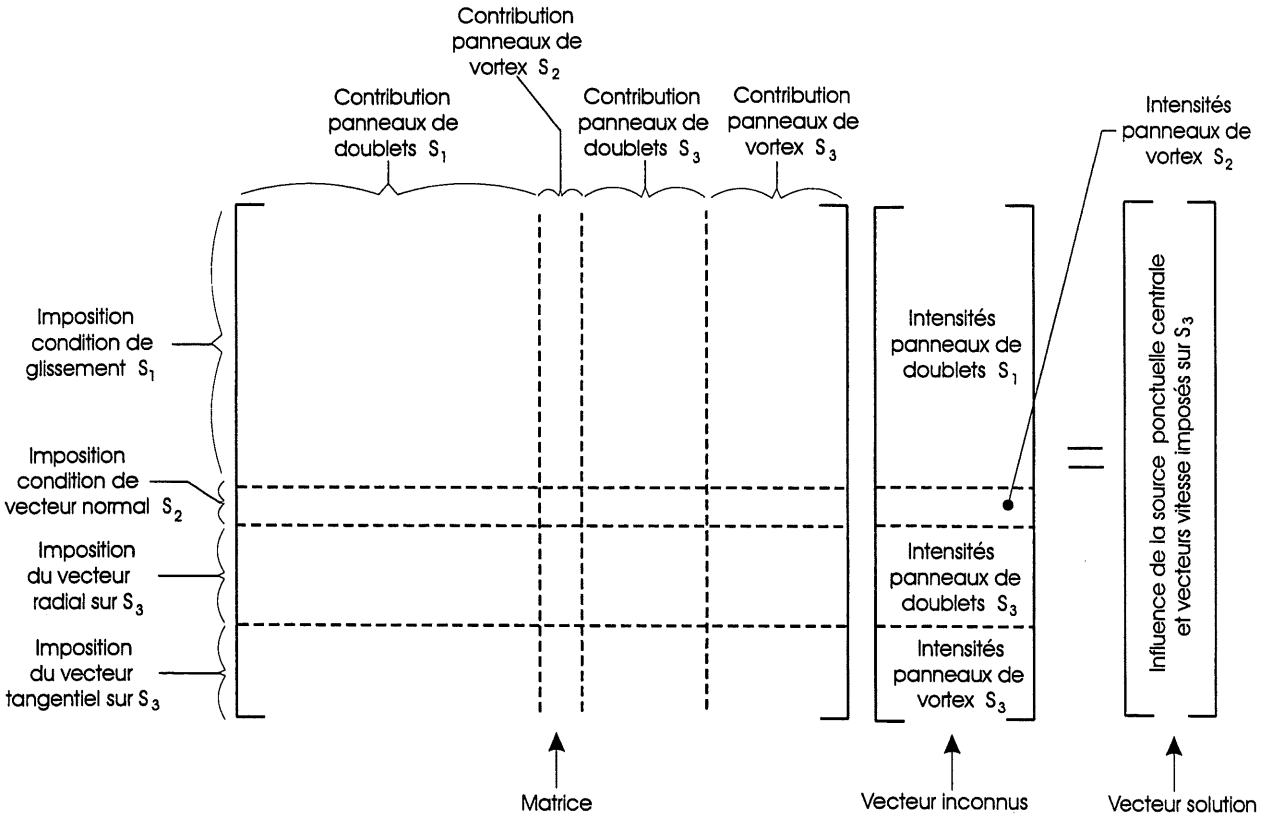 Contribution
panneaux de
vortex S₂
Contribution
panneaux de
doublets S₁
Contribution
panneaux de
doublets S₃
Contribution
panneaux de
vortex S₃
Intensités
panneaux de
vortex S₂
Imposition
condition de
glissement S₁
Imposition
condition de
vecteur normal S₂
Imposition
du vecteur
radial sur S₃
Imposition
du vecteur
tangentiel sur S₃
Intensités
panneaux de
doublets S₁
Intensités
panneaux de
doublets S₃
Intensités
panneaux de
vortex S₃
=
Influence de la source ponctuelle centrale
et vecteurs vitesse imposés sur S₃
Matrice
Vecteur inconnus
Vecteur solution